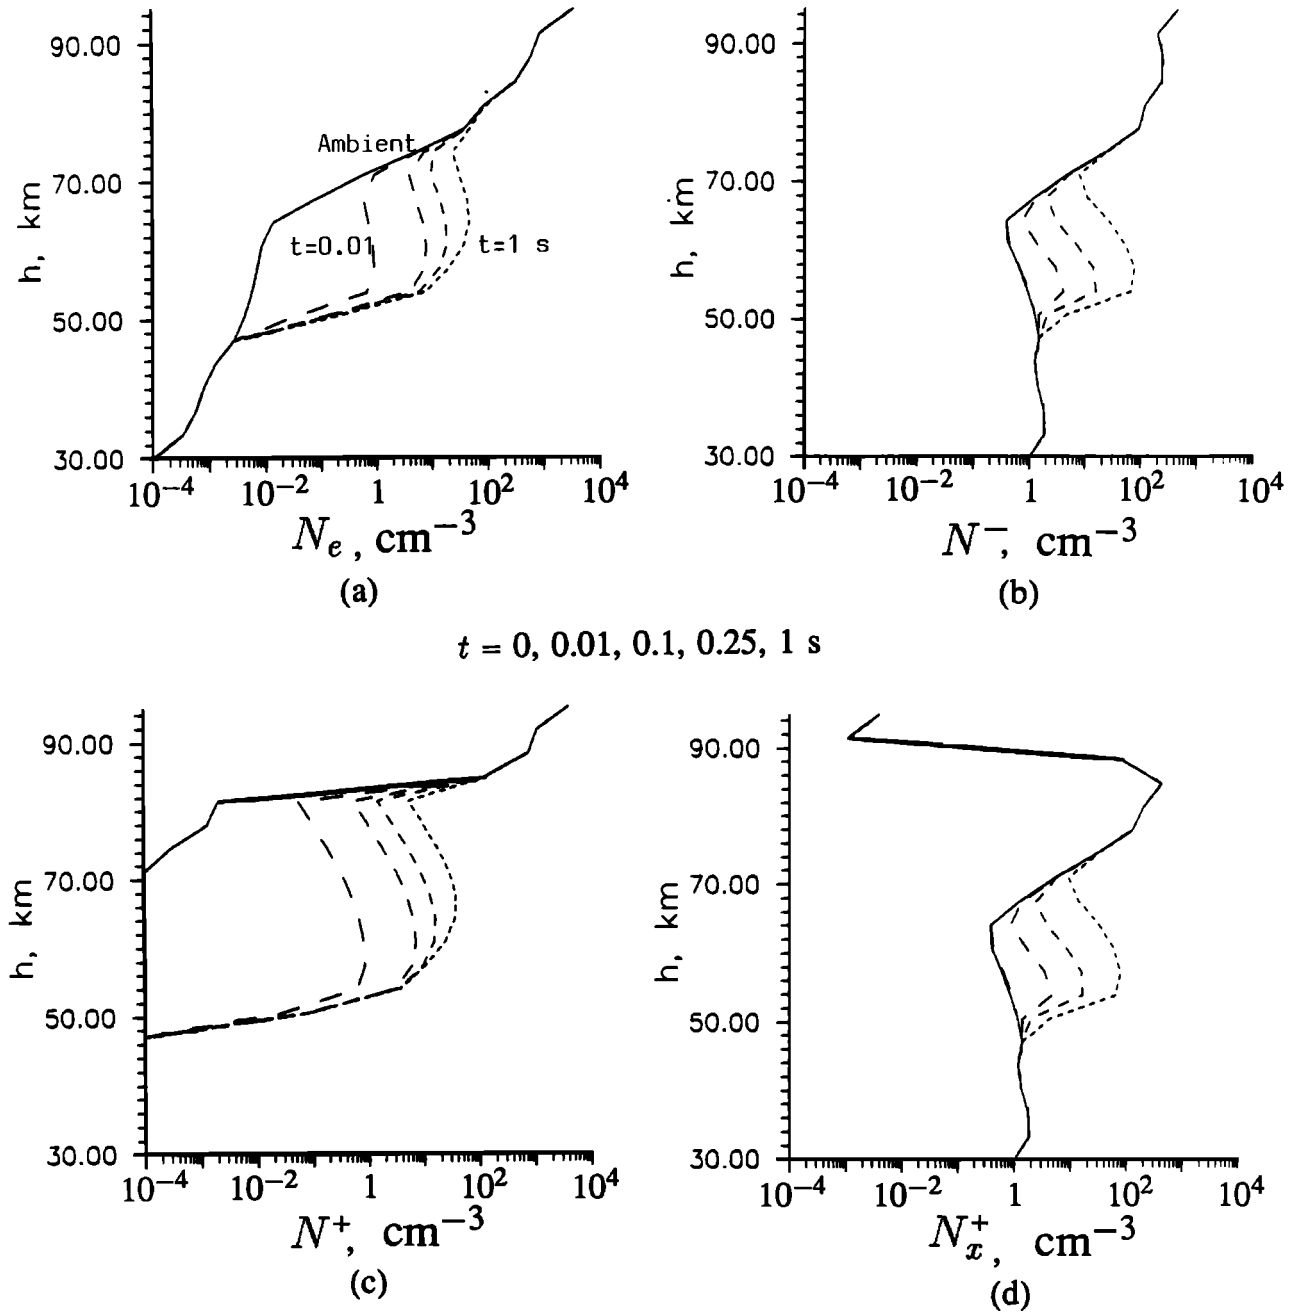 90.00
70.00
50.00
30.00
h, km
Ambient
t=0.01
t=1 s
10−4 10−2 1 102 104
Ne, cm−3
(a)
90.00
70.00
50.00
30.00
h, km
10−4 10−2 1 102 104
N−, cm−3
(b)
t = 0, 0.01, 0.1, 0.25, 1 s
90.00
70.00
50.00
30.00
h, km
10−4 10−2 1 102 104
N+, cm−3
(c)
90.00
70.00
50.00
30.00
h, km
10−4 10−2 1 102 104
Nx+, cm−3
(d)